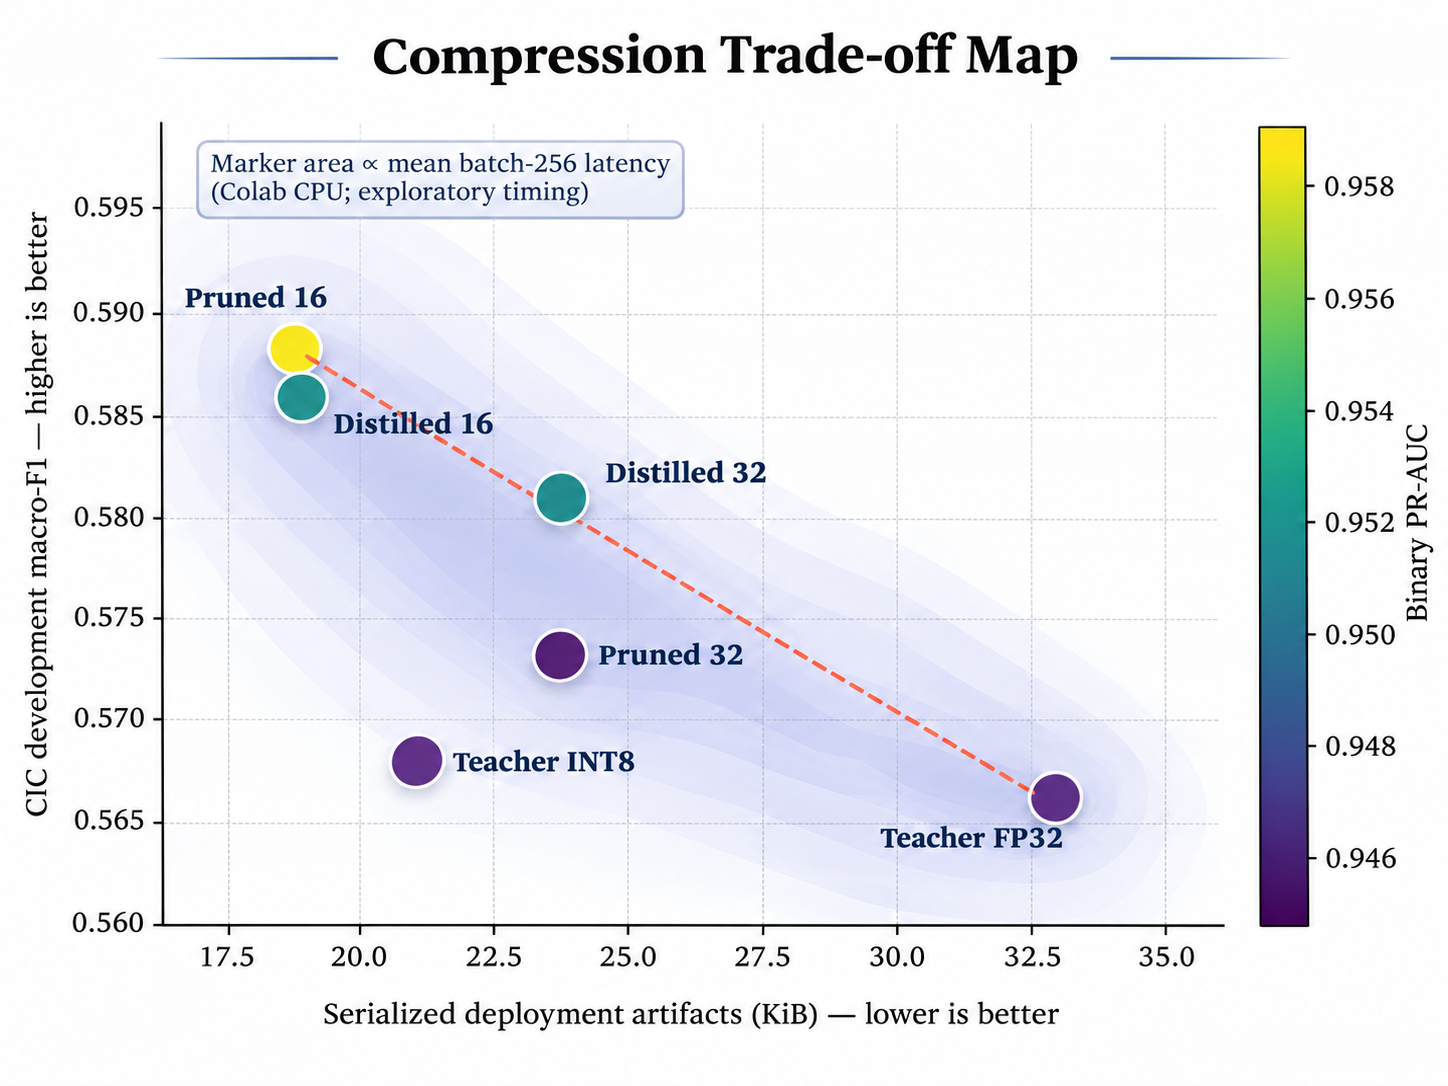 Compression Trade-off Map
Marker area ∝ mean batch-256 latency
(Colab CPU; exploratory timing)
CIC development macro-F1 — higher is better
0.595
0.590
0.585
0.580
0.575
0.570
0.565
0.560
Pruned 16
Distilled 16
Distilled 32
Pruned 32
Teacher INT8
Teacher FP32
17.5
20.0
22.5
25.0
27.5
30.0
32.5
35.0
Serialized deployment artifacts (KiB) — lower is better
0.958
0.956
0.954
0.952
0.950
0.948
0.946
Binary PR-AUC